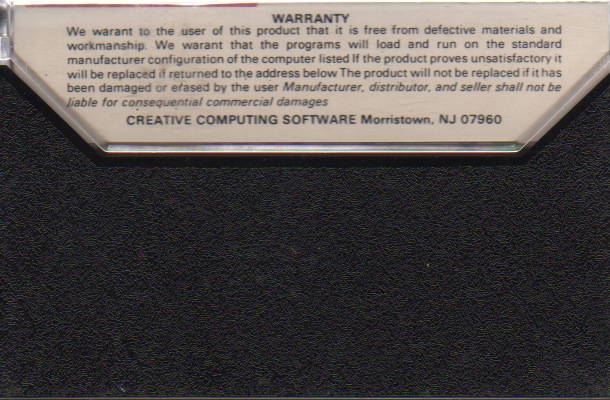 WARRANTY
We warant to the user of this product that it is free from defective materials and
workmanship. We warant that the programs will load and run on the standard
manufacturer configuration of the computer listed If the product proves unsatisfactory it
will be replaced if returned to the address below The product will not be replaced if it has
been damaged or erased by the user Manufacturer, distributor, and seller shall not be
liable for consequential commercial damages
CREATIVE COMPUTING SOFTWARE Morristown, NJ 07960